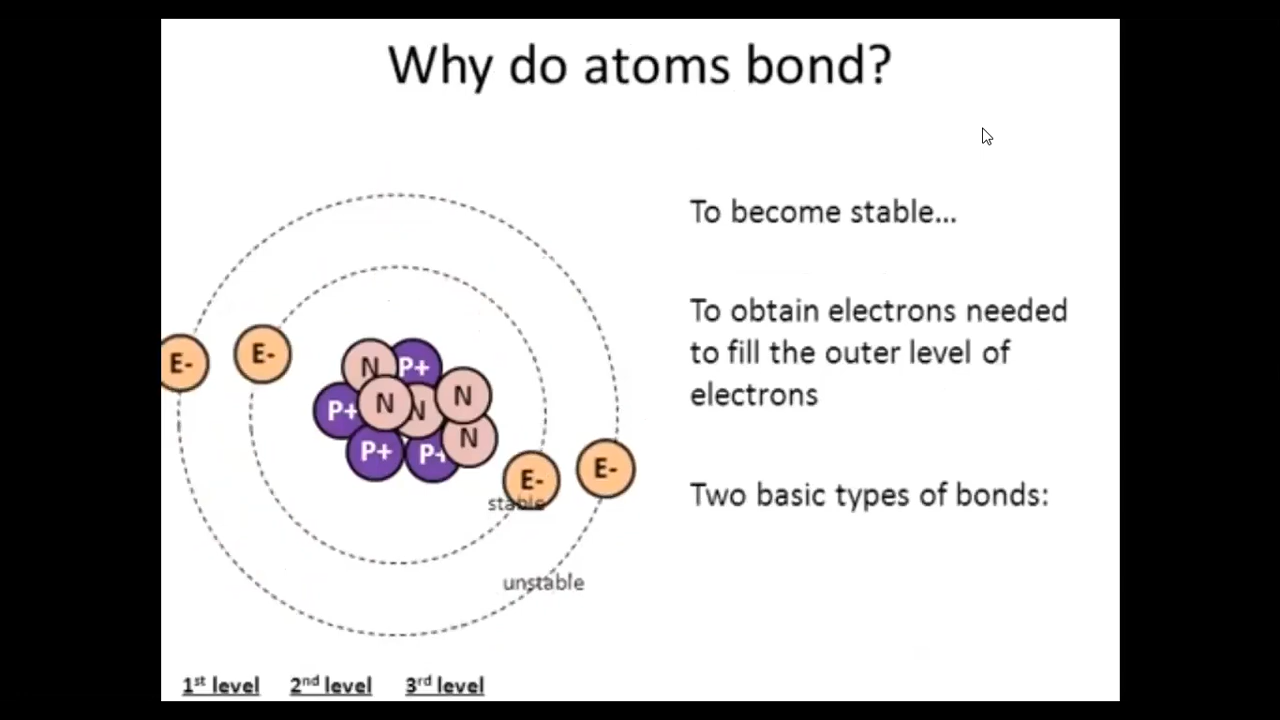 Why do atoms bond?
To become stable...
To obtain electrons needed
to fill the outer level of
electrons
Two basic types of bonds:
E-
E-
N
P+
P+
N
N
N
P+
P+
N
E-
E-
stable
unstable
1st level 2nd level 3rd level